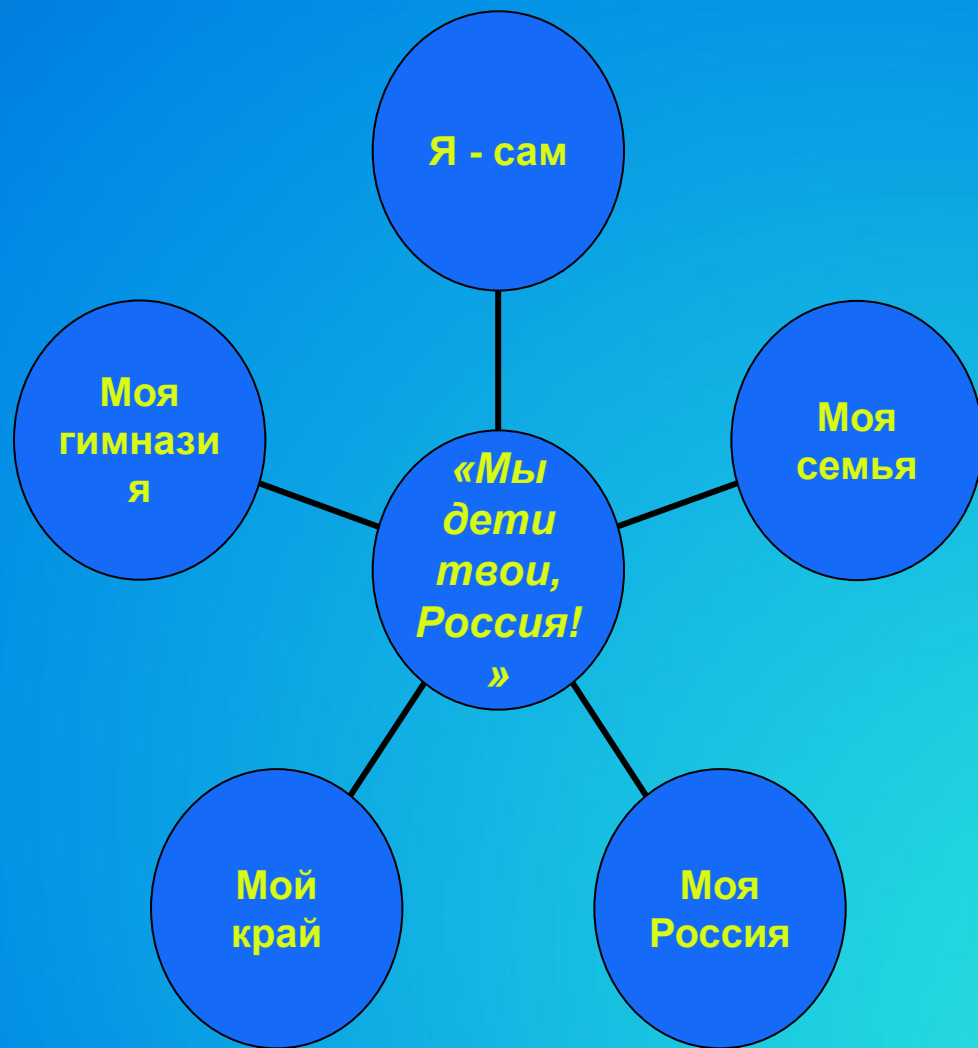 Я - сам
Моя
гимнази
я
Моя
семья
«Мы
дети
твои,
Россия!
»
Мой
край
Моя
Россия